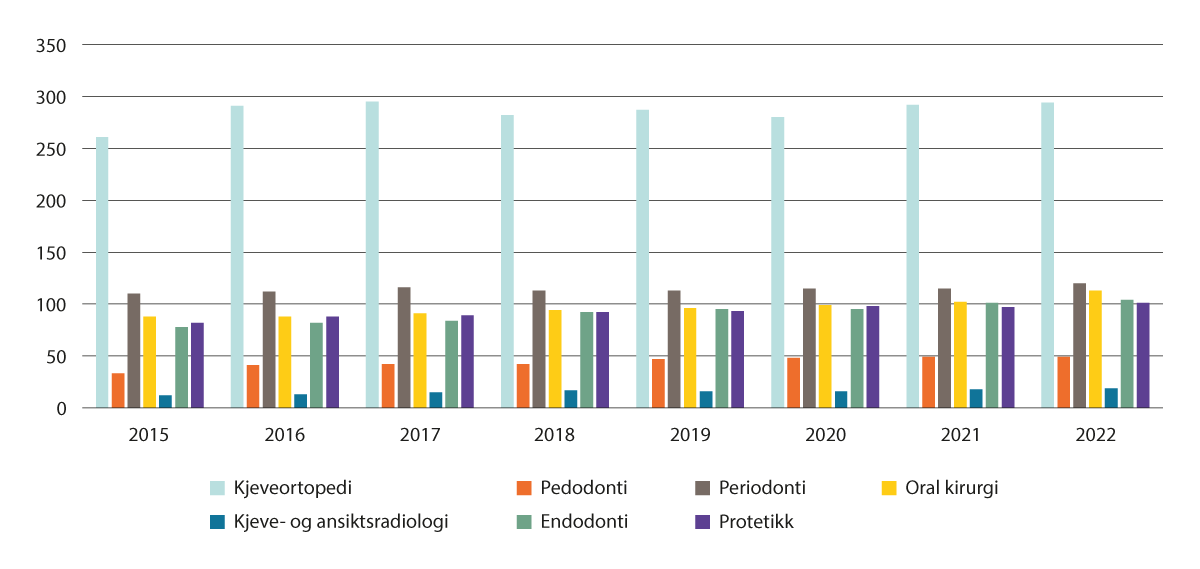 350
300
250
200
150
100
50
0
2015 2016 2017 2018 2019 2020 2021 2022
Kjeveortopedi Pedodonti Periodonti Oral kirurgi
Kjeve- og ansiktsradiologi Endodonti Protetikk